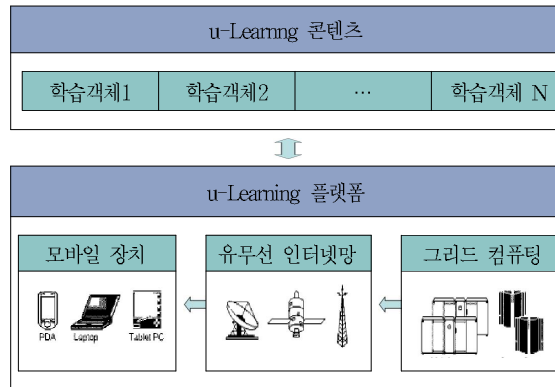 u-Learnng 콘텐츠
학습객체1 학습객체2 … 학습객체 N
u-Learning 플랫폼
모바일 장치 유무선 인터넷망 그리드 컴퓨팅
PDA Laptop Tablet PC